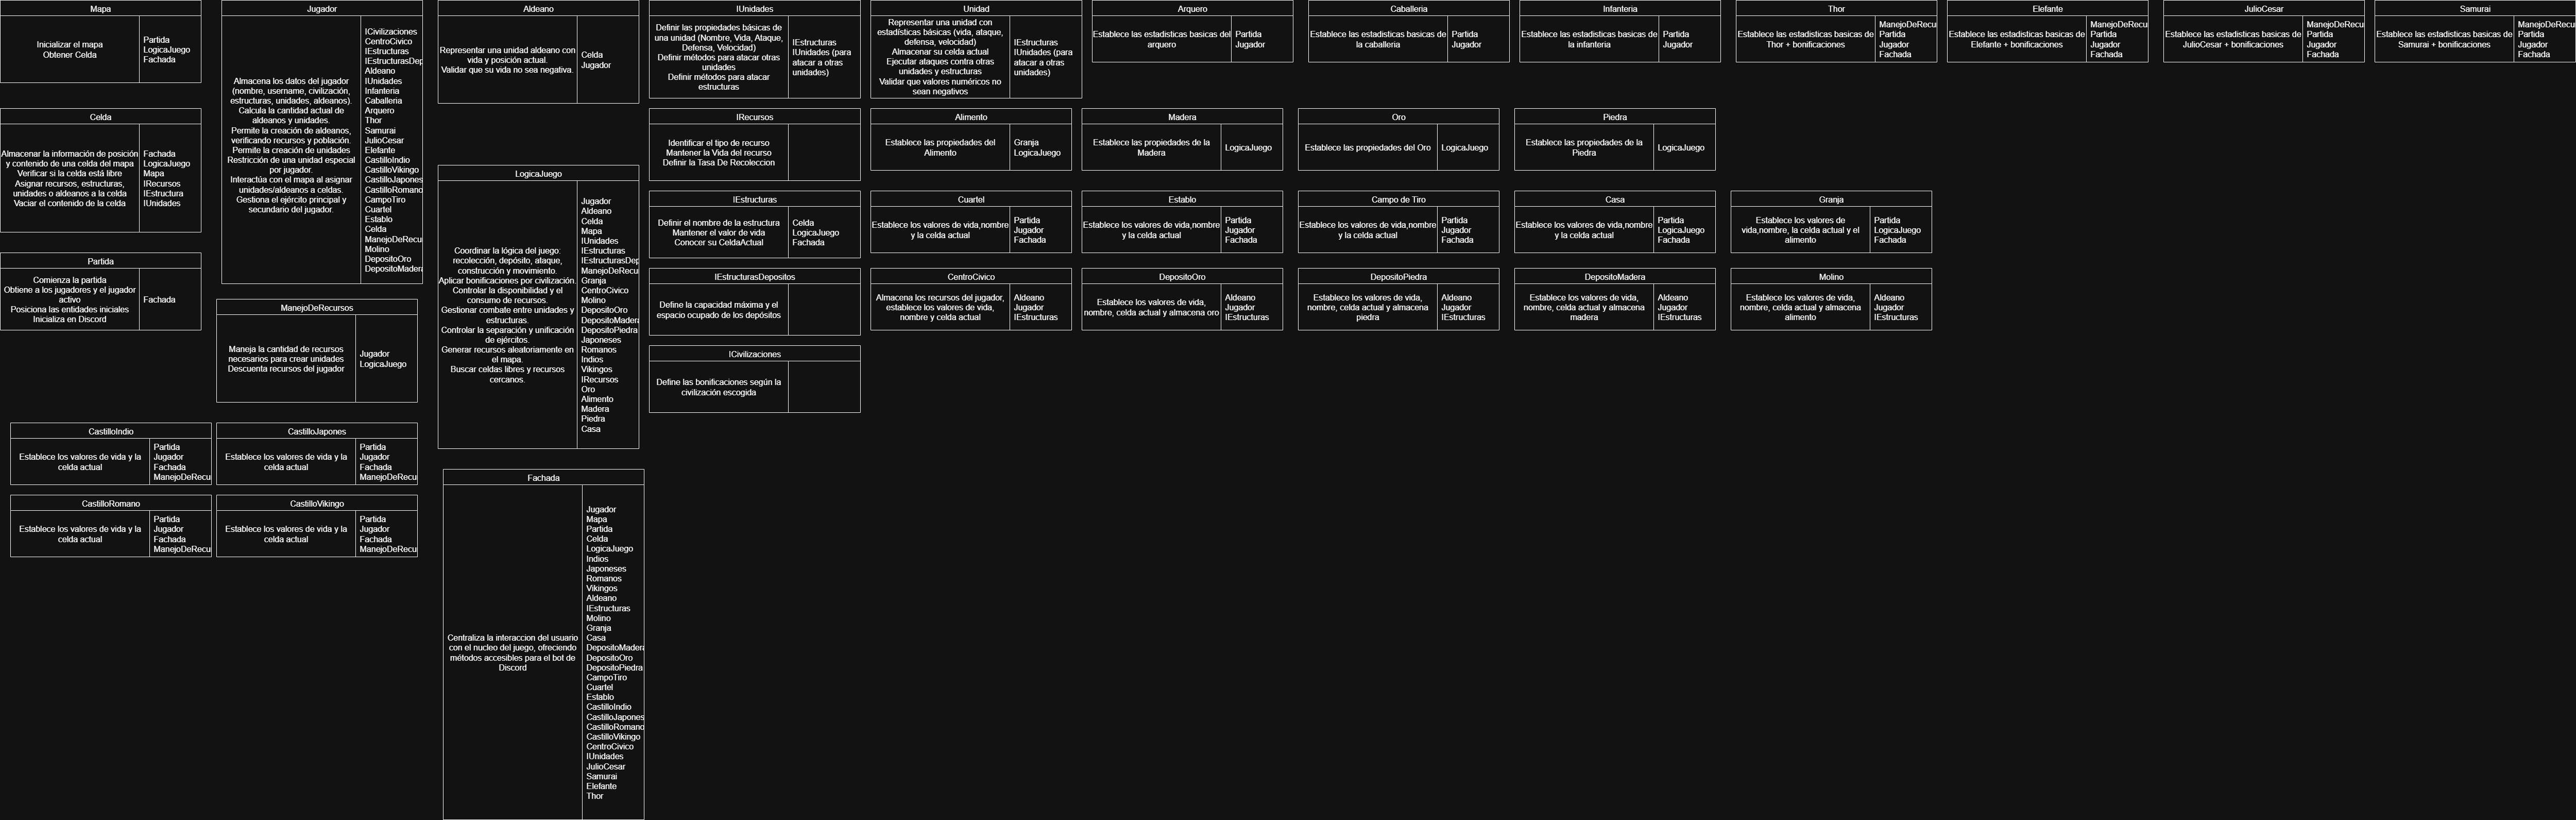 Mapa
Inicializar el mapa
Obtener Celda
Partida
LogicaJuego
Fachada
Jugador
Almacena los datos del jugador
(nombre, username, civilización,
estructuras, unidades, aldeanos).
Calcula la cantidad actual de
aldeanos y unidades.
Permite la creación de aldeanos,
verificando recursos y población.
Permite la creación de unidades
Restricción de una unidad especial
por jugador.
Interactúa con el mapa al asignar
unidades/aldeanos a celdas.
Gestiona el ejército principal y
secundario del jugador.
ICivilizaciones
CentroCivico
IEstructuras
IEstructurasDep
Aldeano
IUnidades
Infanteria
Caballeria
Arquero
Thor
Samurai
JulioCesar
Elefante
CastilloIndio
CastilloVikingo
CastilloJapones
CastilloRomano
CampoTiro
Cuartel
Establo
Celda
ManejoDeRecu
Molino
DepositoOro
DepositoMadera
Aldeano
Representar una unidad aldeano con
vida y posición actual.
Validar que su vida no sea negativa.
Celda
Jugador
IUnidades
Definir las propiedades básicas de
una unidad (Nombre, Vida, Ataque,
Defensa, Velocidad)
Definir métodos para atacar otras
unidades
Definir métodos para atacar
estructuras
IEstructuras
IUnidades (para
atacar a otras
unidades)
Unidad
Representar una unidad con
estadísticas básicas (vida, ataque,
defensa, velocidad)
Almacenar su celda actual
Ejecutar ataques contra otras
unidades y estructuras
Validar que valores numéricos no
sean negativos
IEstructuras
IUnidades (para
atacar a otras
unidades)
Arquero
Establece las estadisticas basicas del
arquero
Partida
Jugador
Caballeria
Establece las estadisticas basicas de
la caballeria
Partida
Jugador
Infanteria
Establece las estadisticas basicas de
la infanteria
Partida
Jugador
Thor
Establece las estadisticas basicas de
Thor + bonificaciones
ManejoDeRecu
Partida
Jugador
Fachada
Elefante
Establece las estadisticas basicas de
Elefante + bonificaciones
ManejoDeRecu
Partida
Jugador
Fachada
JulioCesar
Establece las estadisticas basicas de
JulioCesar + bonificaciones
ManejoDeRecu
Partida
Jugador
Fachada
Samurai
Establece las estadisticas basicas de
Samurai + bonificaciones
ManejoDeRecu
Partida
Jugador
Fachada
Celda
Almacenar la información de posición
y contenido de una celda del mapa
Verificar si la celda está libre
Asignar recursos, estructuras,
unidades o aldeanos a la celda
Vaciar el contenido de la celda
Fachada
LogicaJuego
Mapa
IRecursos
IEstructura
IUnidades
IRecursos
Identificar el tipo de recurso
Mantener la Vida del recurso
Definir la Tasa De Recoleccion
Alimento
Establece las propiedades del
Alimento
Granja
LogicaJuego
Madera
Establece las propiedades de la
Madera
LogicaJuego
Oro
Establece las propiedades del Oro
LogicaJuego
Piedra
Establece las propiedades de la
Piedra
LogicaJuego
LogicaJuego
Coordinar la lógica del juego:
recolección, depósito, ataque,
construcción y movimiento.
Aplicar bonificaciones por civilización.
Controlar la disponibilidad y el
consumo de recursos.
Gestionar combate entre unidades y
estructuras.
Controlar la separación y unificación
de ejércitos.
Generar recursos aleatoriamente en
el mapa.
Buscar celdas libres y recursos
cercanos.
Jugador
Aldeano
Celda
Mapa
IUnidades
IEstructuras
IEstructurasDep
ManejoDeRecu
Granja
CentroCivico
Molino
DepositoOro
DepositoMadera
DepositoPiedra
Japoneses
Romanos
Indios
Vikingos
IRecursos
Oro
Alimento
Madera
Piedra
Casa
IEstructuras
Definir el nombre de la estructura
Mantener el valor de vida
Conocer su CeldaActual
Celda
LogicaJuego
Fachada
Cuartel
Establece los valores de vida,nombre
y la celda actual
Partida
Jugador
Fachada
Establo
Establece los valores de vida,nombre
y la celda actual
Partida
Jugador
Fachada
Campo de Tiro
Establece los valores de vida,nombre
y la celda actual
Partida
Jugador
Fachada
Casa
Establece los valores de vida,nombre
y la celda actual
Partida
LogicaJuego
Fachada
Granja
Establece los valores de
vida,nombre, la celda actual y el
alimento
Partida
LogicaJuego
Fachada
Partida
Comienza la partida
Obtiene a los jugadores y el jugador
activo
Posiciona las entidades iniciales
Inicializa en Discord
Fachada
IEstructurasDepositos
Define la capacidad máxima y el
espacio ocupado de los depósitos
CentroCivico
Almacena los recursos del jugador,
establece los valores de vida,
nombre y celda actual
Aldeano
Jugador
IEstructuras
DepositoOro
Establece los valores de vida,
nombre, celda actual y almacena oro
Aldeano
Jugador
IEstructuras
DepositoPiedra
Establece los valores de vida,
nombre, celda actual y almacena
piedra
Aldeano
Jugador
IEstructuras
DepositoMadera
Establece los valores de vida,
nombre, celda actual y almacena
madera
Aldeano
Jugador
IEstructuras
Molino
Establece los valores de vida,
nombre, celda actual y almacena
alimento
Aldeano
Jugador
IEstructuras
ManejoDeRecursos
Maneja la cantidad de recursos
necesarios para crear unidades
Descuenta recursos del jugador
Jugador
LogicaJuego
ICivilizaciones
Define las bonificaciones según la
civilización escogida
CastilloIndio
Establece los valores de vida y la
celda actual
Partida
Jugador
Fachada
ManejoDeRecu
CastilloJapones
Establece los valores de vida y la
celda actual
Partida
Jugador
Fachada
ManejoDeRecu
CastilloRomano
Establece los valores de vida y la
celda actual
Partida
Jugador
Fachada
ManejoDeRecu
CastilloVikingo
Establece los valores de vida y la
celda actual
Partida
Jugador
Fachada
ManejoDeRecu
Fachada
Centraliza la interaccion del usuario
con el nucleo del juego, ofreciendo
métodos accesibles para el bot de
Discord
Jugador
Mapa
Partida
Celda
LogicaJuego
Indios
Japoneses
Romanos
Vikingos
Aldeano
IEstructuras
Molino
Granja
Casa
DepositoMadera
DepositoOro
DepositoPiedra
CampoTiro
Cuartel
Establo
CastilloIndio
CastilloJapones
CastilloRomano
CastilloVikingo
CentroCivico
IUnidades
JulioCesar
Samurai
Elefante
Thor